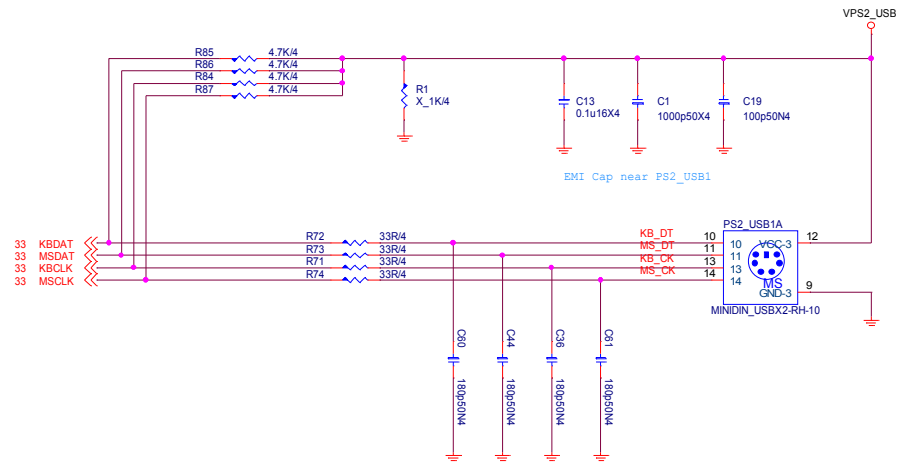 VPS2_USB
R85 4.7K/4
R86 4.7K/4
R84 4.7K/4
R87 4.7K/4
R1
X_1K/4
C13
0.1u16X4
C1
1000p50X4
C19
100p50N4
EMI Cap near PS2_USB1
PS2_USB1A
33 KBDAT R72 33R/4 KB_DT 10 10 VCC-3 12
33 MSDAT R73 33R/4 MS_DT 11 11
33 KBCLK R71 33R/4 KB_CK 13 13
33 MSCLK R74 33R/4 MS_CK 14 14
MS
GND-3 9
MINIDIN_USBX2-RH-10
C60 180p50N4
C44 180p50N4
C36 180p50N4
C61 180p50N4